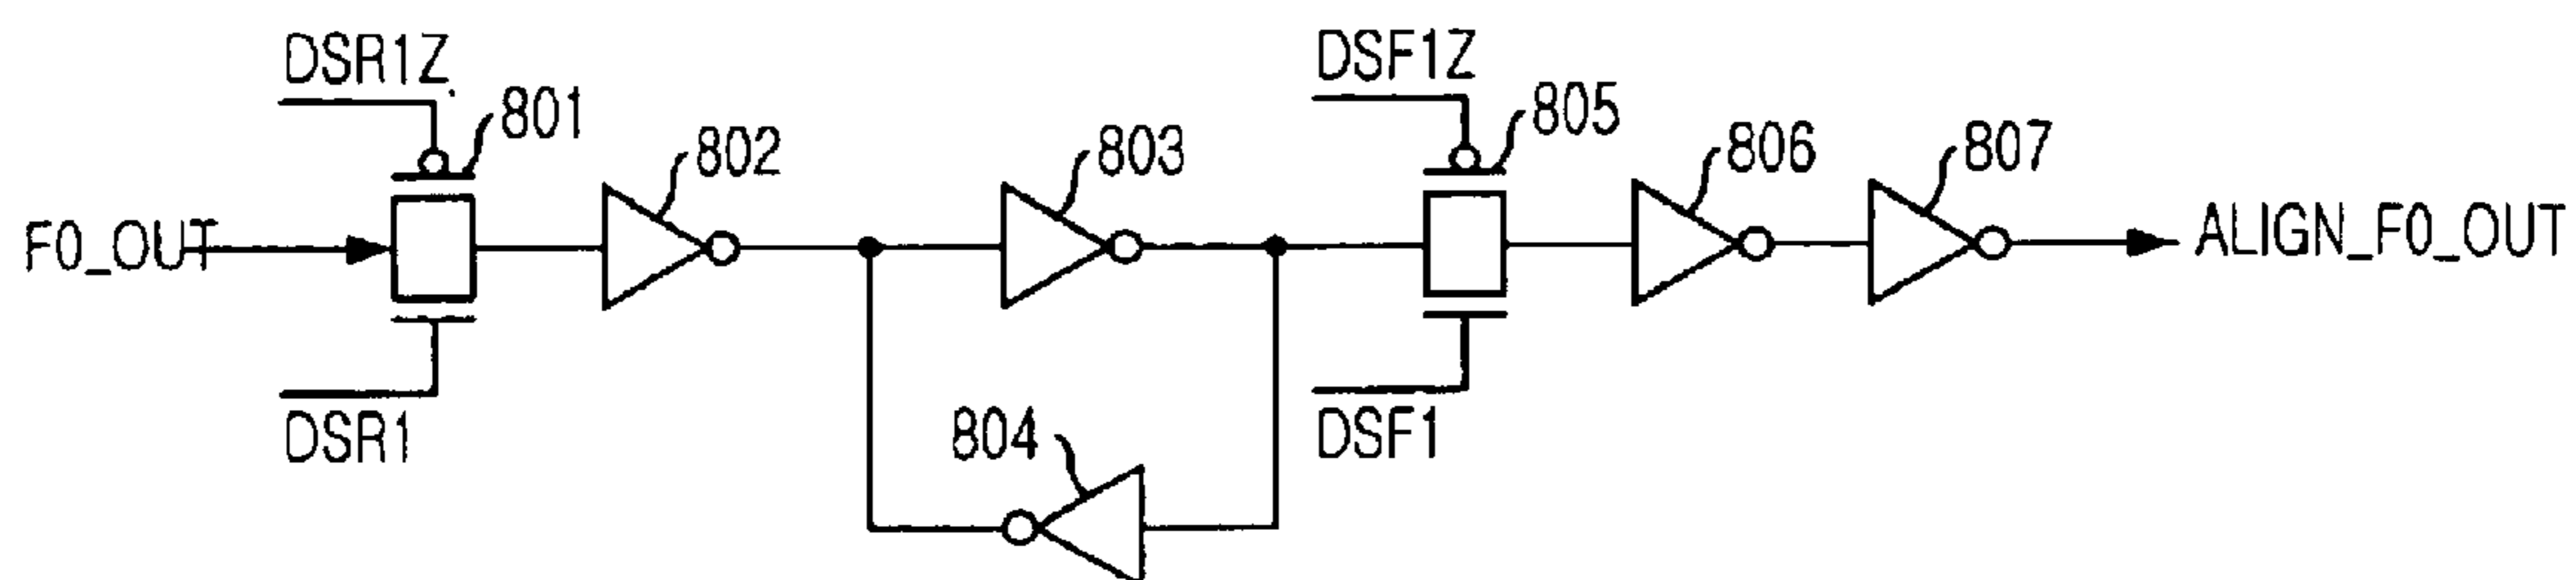 DSR1Z
801
802
803
DSF1Z
805
806
807
F0_OUT
ALIGN_F0_OUT
DSR1
804
DSF1